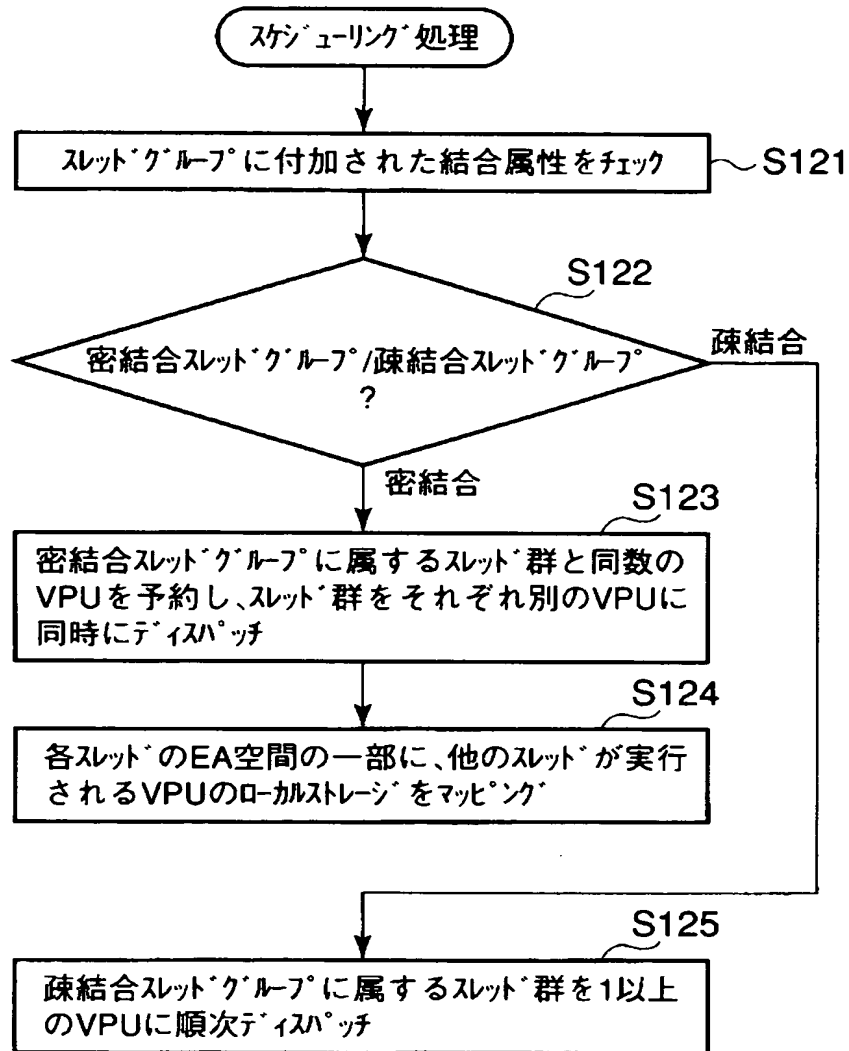 スケジューリング処理
スレッドグループに付加された結合属性をチェック
S121
S122
密結合スレッドグループ/疎結合スレッドグループ
?
疎結合
密結合
S123
密結合スレッドグループに属するスレッド群と同数の
VPUを予約し、スレッド群をそれぞれ別のVPUに
同時にディスパッチ
S124
各スレッドのEA空間の一部に、他のスレッドが実行
されるVPUのローカルストレージをマッピング
S125
疎結合スレッドグループに属するスレッド群を1以上
のVPUに順次ディスパッチ